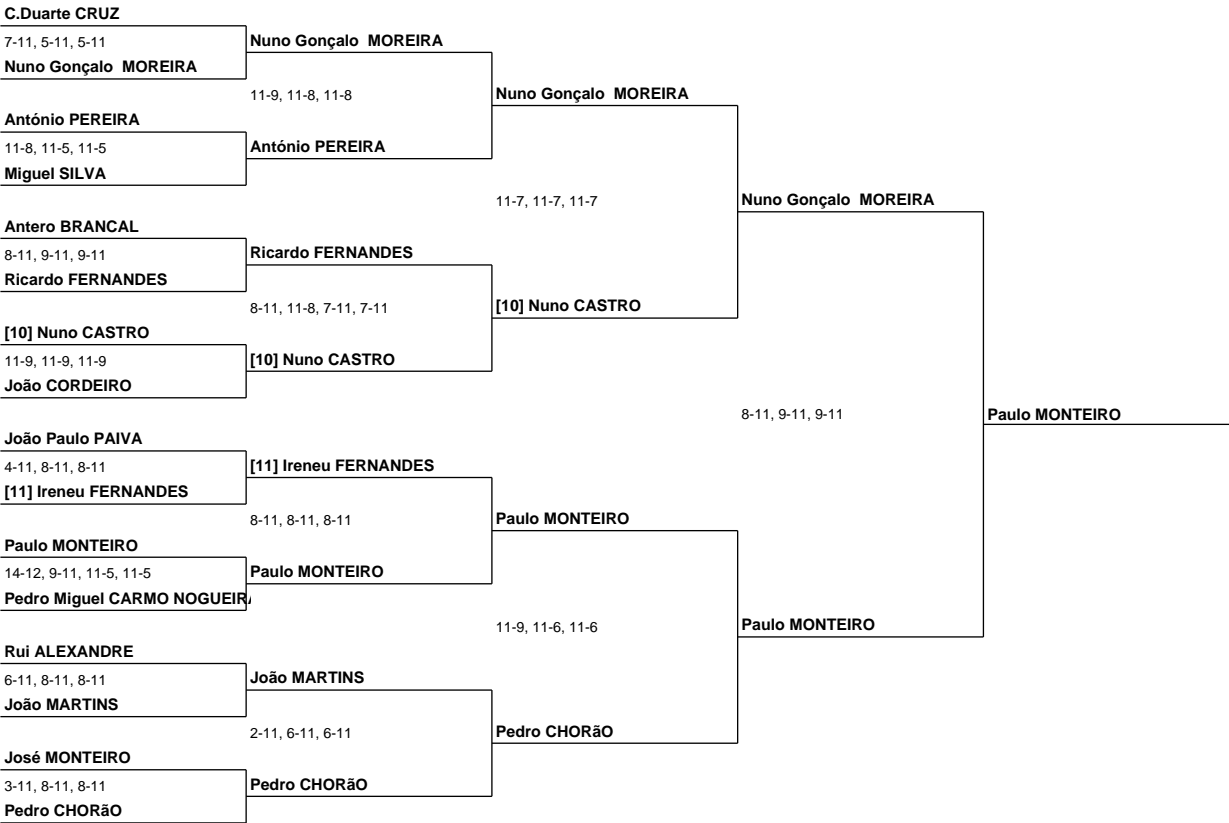 C.Duarte CRUZ
7-11, 5-11, 5-11
Nuno Gonçalo  MOREIRA
Nuno Gonçalo  MOREIRA
11-9, 11-8, 11-8
Nuno Gonçalo  MOREIRA
António PEREIRA
11-8, 11-5, 11-5
António PEREIRA
Miguel SILVA
11-7, 11-7, 11-7
Nuno Gonçalo  MOREIRA
Antero BRANCAL
8-11, 9-11, 9-11
Ricardo FERNANDES
Ricardo FERNANDES
8-11, 11-8, 7-11, 7-11
[10] Nuno CASTRO
[10] Nuno CASTRO
11-9, 11-9, 11-9
[10] Nuno CASTRO
João CORDEIRO
8-11, 9-11, 9-11
Paulo MONTEIRO
João Paulo PAIVA
4-11, 8-11, 8-11
[11] Ireneu FERNANDES
[11] Ireneu FERNANDES
8-11, 8-11, 8-11
Paulo MONTEIRO
Paulo MONTEIRO
14-12, 9-11, 11-5, 11-5
Paulo MONTEIRO
Pedro Miguel CARMO NOGUEIR
11-9, 11-6, 11-6
Paulo MONTEIRO
Rui ALEXANDRE
6-11, 8-11, 8-11
João MARTINS
João MARTINS
2-11, 6-11, 6-11
Pedro CHORãO
José MONTEIRO
3-11, 8-11, 8-11
Pedro CHORãO
Pedro CHORãO